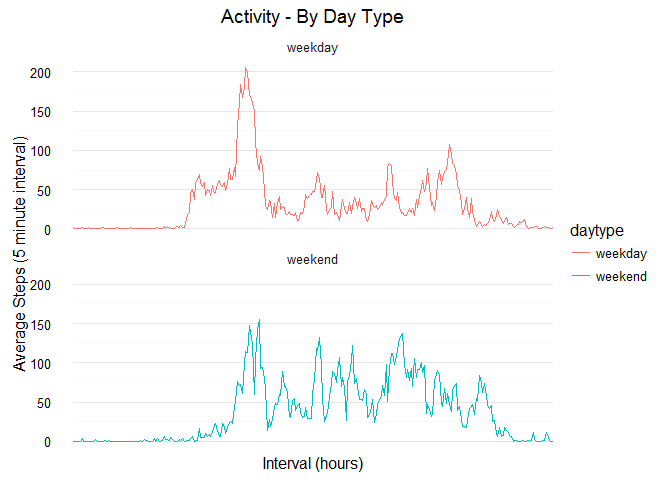 Activity - By Day Type
weekday
200
150
100
50
0
weekend
200
150
100
50
0
Average Steps (5 minute interval)
Interval (hours)
daytype
weekday
weekend